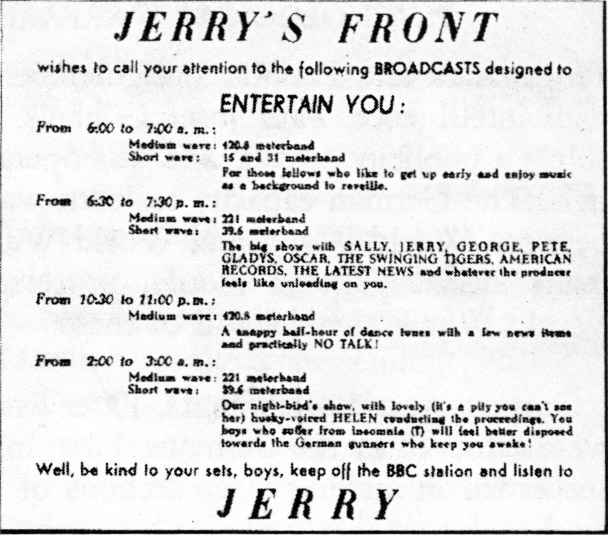 JERRY'S FRONT
wishes to call your attention to the following BROADCASTS designed to
ENTERTAIN YOU:
From 6:00 to 7:00 a. m.:
Medium wave: 420.8 meterband
Short wave: 15 and 31 meterband
For those fellows who like to get up early and enjoy music
as a background to reveille.
From 6:30 to 7:30 p. m.:
Medium wave: 221 meterband
Short wave: 39.6 meterband
The big show with SALLY, JERRY, GEORGE, PETE,
GLADYS, OSCAR, THE SWINGING TIGERS, AMERICAN
RECORDS, THE LATEST NEWS and whatever the producer
feels like unloading on you.
From 10:30 to 11:00 p. m.:
Medium wave: 420.8 meterband
A snappy half-hour of dance tunes with a few news items
and practically NO TALK!
From 2:00 to 3:00 a. m.:
Medium wave: 221 meterband
Short wave: 39.6 meterband
Our night-bird's show, with lovely (it's a pity you can't see
her) husky-voiced HELEN conducting the proceedings. You
boys who suffer from insomnia (?) will feel better disposed
towards the German gunners who keep you awake!
Well, be kind to your sets, boys, keep off the BBC station and listen to
JERRY